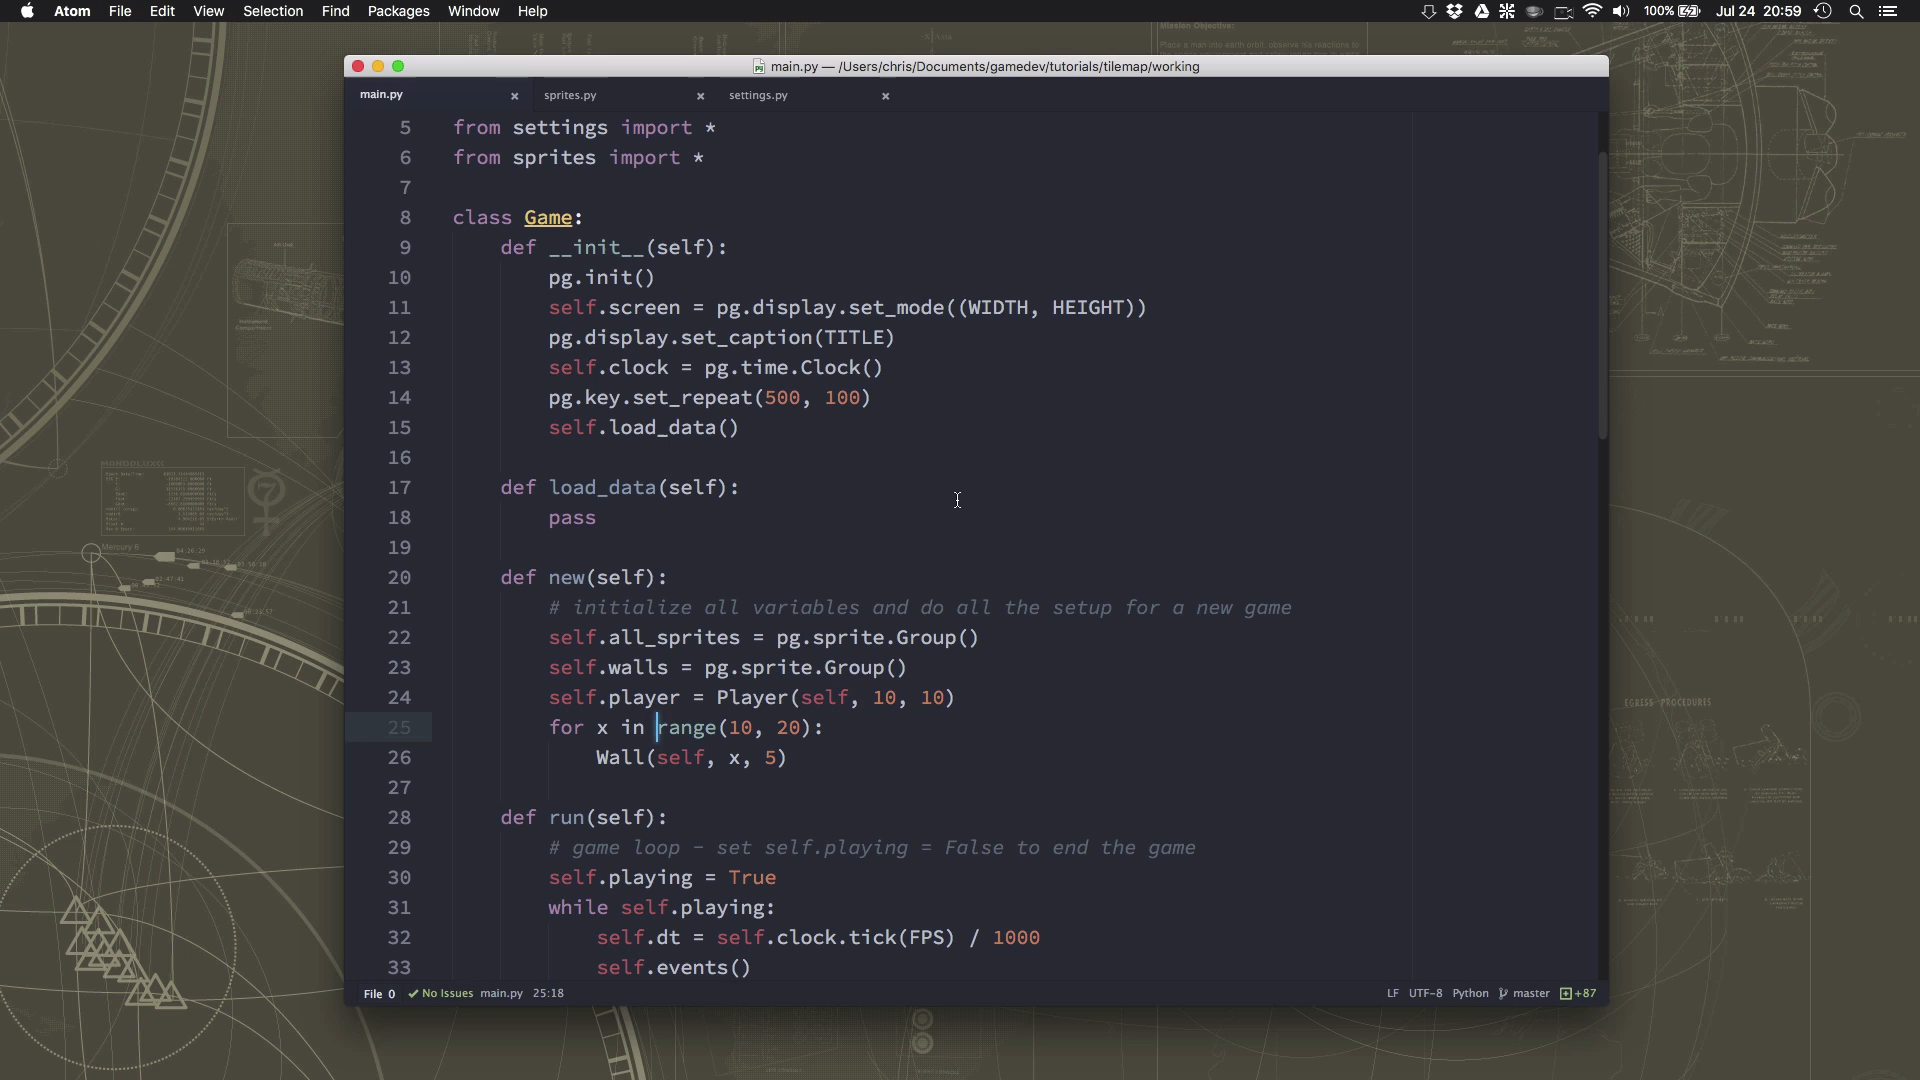 Atom File Edit View Selection Find Packages Window Help 100% Jul 24 20:59
Mission Objective:
main.py — /Users/chris/Documents/gamedev/tutorials/tilemap/working
main.py sprites.py settings.py
5 from settings import *
6 from sprites import *
7
8 class Game:
9 def __init__(self):
10 pg.init()
11 self.screen = pg.display.set_mode((WIDTH, HEIGHT))
12 pg.display.set_caption(TITLE)
13 self.clock = pg.time.Clock()
14 pg.key.set_repeat(500, 100)
15 self.load_data()
16
17 def load_data(self):
18 pass
19
20 def new(self):
21 # initialize all variables and do all the setup for a new game
22 self.all_sprites = pg.sprite.Group()
23 self.walls = pg.sprite.Group()
24 self.player = Player(self, 10, 10)
25 for x in range(10, 20):
26 Wall(self, x, 5)
27
28 def run(self):
29 # game loop - set self.playing = False to end the game
30 self.playing = True
31 while self.playing:
32 self.dt = self.clock.tick(FPS) / 1000
33 self.events()
File 0 No Issues main.py 25:18 LF UTF-8 Python master +87
Mercury 6
EGRESS PROCEDURES